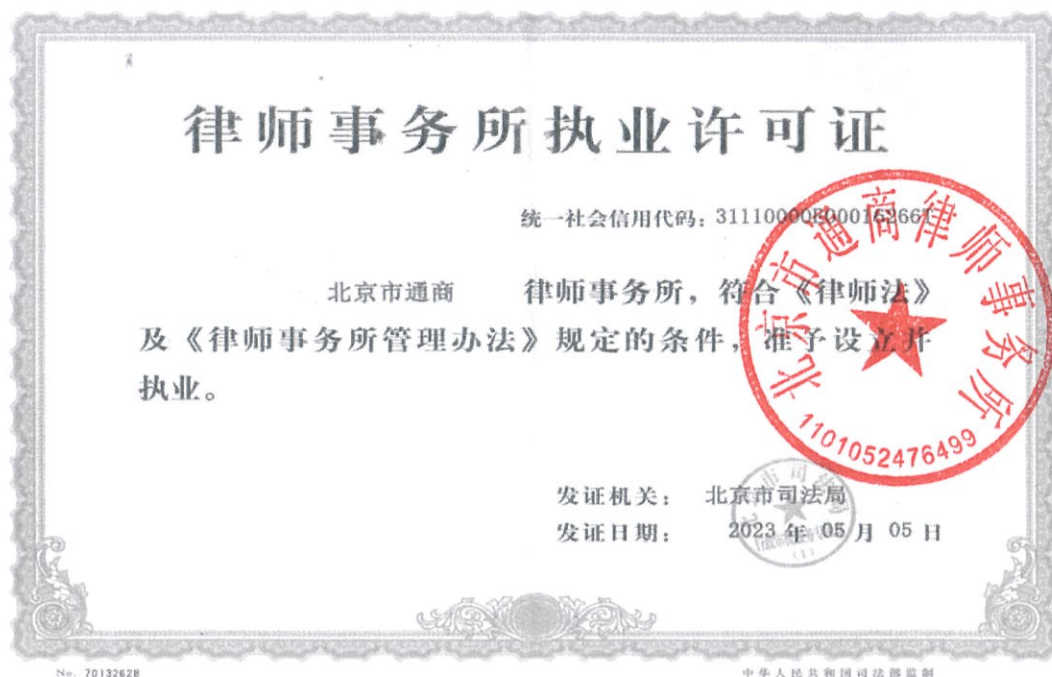 律师事务所执业许可证
统一社会信用代码：31110000E000162661
北京市通商 律师事务所，符合《律师法》
及《律师事务所管理办法》规定的条件，准予设立并
执业。
北京市通商律师事务所
1101052476499
发证机关： 北京市司法局
发证日期： 2023 年 05 月 05 日
No. 70132628
中华人民共和国司法部监制